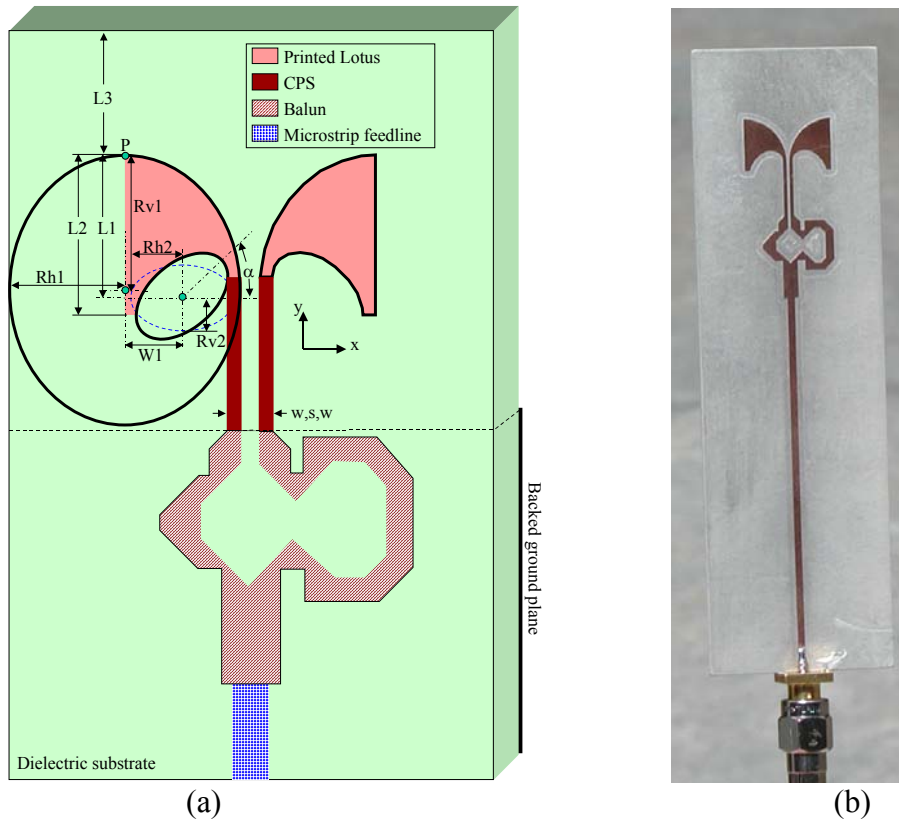 Printed Lotus
CPS
Balun
Microstrip feedline
L3
P
L2
L1
Rv1
Rh2
Rh1
α
y
x
W1
Rv2
w,s,w
Backed ground plane
Dielectric substrate
(a)
(b)